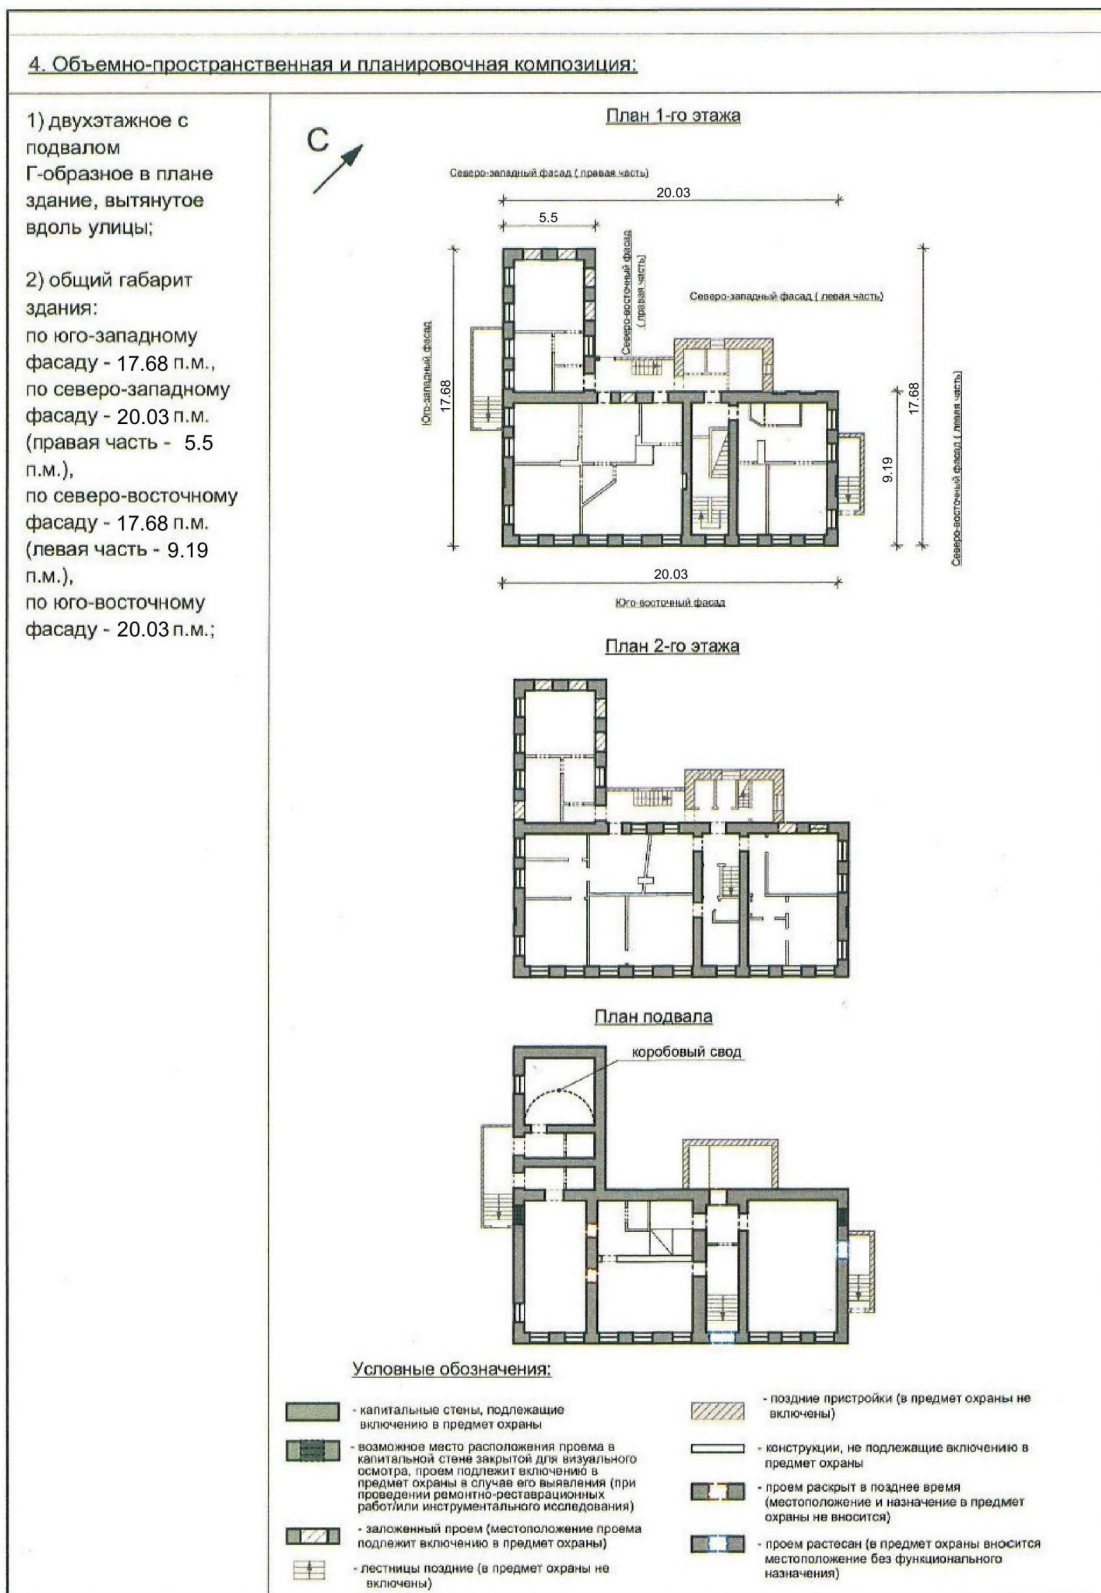 4. Объемно-пространственная и планировочная композиция:
1) двухэтажное с
подвалом
Г-образное в плане
здание, вытянутое
вдоль улицы;
2) общий габарит
здания:
по юго-западному
фасаду - 17.68 п.м.,
по северо-западному
фасаду - 20.03 п.м.
(правая часть - 5.5
п.м.),
по северо-восточному
фасаду - 17.68 п.м.
(левая часть - 9.19
п.м.),
по юго-восточному
фасаду - 20.03 п.м.;
План 1-го этажа
С
Северо-западный фасад ( правая часть)
20.03
5.5
Северо-восточный фасад
( правая часть)
Северо-западный фасад ( левая часть)
Юго-западный фасад
17.68
17.68
9.19
Северо-восточный фасад ( левая часть)
20.03
Юго-восточный фасад
План 2-го этажа
План подвала
коробовый свод
Условные обозначения:
- капитальные стены, подлежащие
включению в предмет охраны
- возможное место расположения проема в
капитальной стене закрытой для визуального
осмотра, проем подлежит включению в
предмет охраны в случае его выявления (при
проведении ремонтно-реставрационных
работ/или инструментального исследования)
- заложенный проем (местоположение проема
подлежит включению в предмет охраны)
- лестницы поздние (в предмет охраны не
включены)
- поздние пристройки (в предмет охраны не
включены)
- конструкции, не подлежащие включению в
предмет охраны
- проем раскрыт в позднее время
(местоположение и назначение в предмет
охраны не вносится)
- проем растесан (в предмет охраны вносится
местоположение без функционального
назначения)